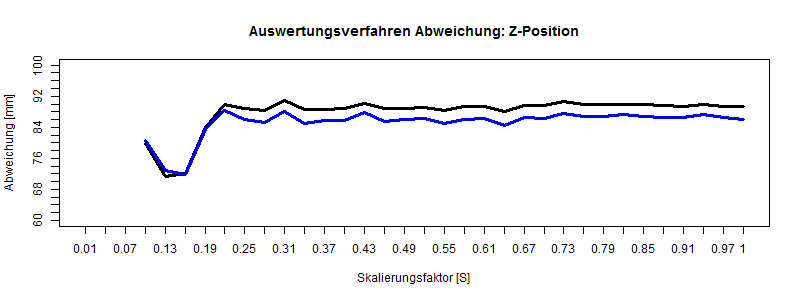 Auswertungsverfahren Abweichung: Z-Position
Abweichung [mm]
100
92
84
76
68
60
0.01 0.07 0.13 0.19 0.25 0.31 0.37 0.43 0.49 0.55 0.61 0.67 0.73 0.79 0.85 0.91 0.97 1
Skalierungsfaktor [S]